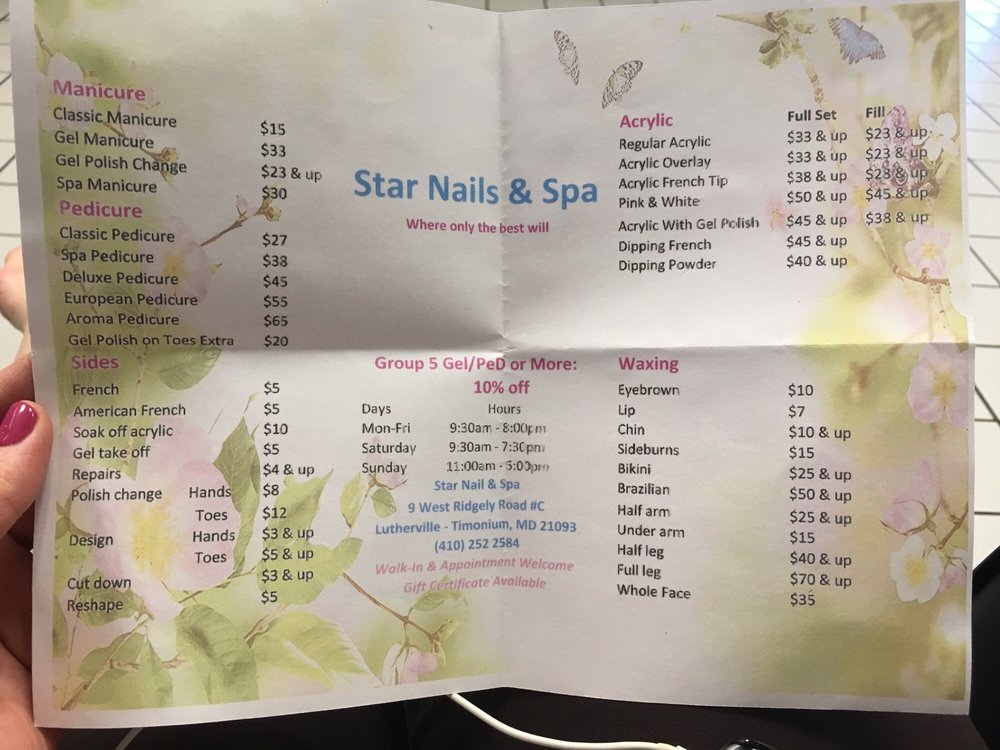 Manicure
Classic Manicure $15
Gel Manicure $33
Gel Polish Change $23 & up
Spa Manicure $30
Pedicure
Classic Pedicure $27
Spa Pedicure $38
Deluxe Pedicure $45
European Pedicure $55
Aroma Pedicure $65
Gel Polish on Toes Extra $20
Star Nails & Spa
Where only the best will
Acrylic Full Set Fill
Regular Acrylic $33 & up $23 & up
Acrylic Overlay $33 & up $23 & up
Acrylic French Tip $38 & up $28 & up
Pink & White $50 & up $45 & up
Acrylic With Gel Polish $45 & up $38 & up
Dipping French $45 & up
Dipping Powder $40 & up
Sides
French $5
American French $5
Soak off acrylic $10
Gel take off $5
Repairs $4 & up
Polish change Hands $8
Toes $12
Design Hands $3 & up
Toes $5 & up
Cut down $3 & up
Reshape $5
Group 5 Gel/PeD or More:
10% off
Days Hours
Mon-Fri 9:30am - 8:00pm
Saturday 9:30am - 7:30pm
Sunday 11:00am - 5:00pm
Star Nail & Spa
9 West Ridgely Road #C
Lutherville - Timonium, MD 21093
(410) 252 2584
Walk-In & Appointment Welcome
Gift Certificate Available
Waxing
Eyebrown $10
Lip $7
Chin $10 & up
Sideburns $15
Bikini $25 & up
Brazilian $50 & up
Half arm $25 & up
Under arm $15
Half leg $40 & up
Full leg $70 & up
Whole Face $35